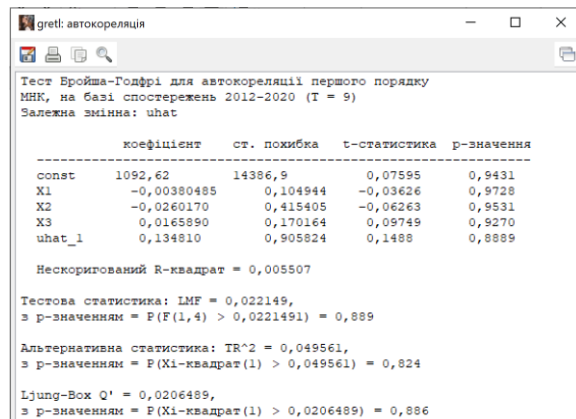 gretl: автокореляція
Тест Бройша-Годфрі для автокореляції першого порядку
МНК, на базі спостережень 2012-2020 (T = 9)
Залежна змінна: uhat
коефіцієнт ст. похибка t-статистика p-значення
const 1092,62 14386,9 0,07595 0,9431
X1 -0,00380485 0,104944 -0,03626 0,9728
X2 -0,0260170 0,415405 -0,06263 0,9531
X3 0,0165890 0,170164 0,09749 0,9270
uhat_1 0,134810 0,905824 0,1488 0,8889
Нескоригований R-квадрат = 0,005507
Тестова статистика: LMF = 0,022149,
з p-значенням = P(F(1,4) > 0,0221491) = 0,889
Альтернативна статистика: TR^2 = 0,049561,
з p-значенням = P(Xi-квадрат(1) > 0,049561) = 0,824
Ljung-Box Q' = 0,0206489,
з p-значенням = P(Xi-квадрат(1) > 0,0206489) = 0,886